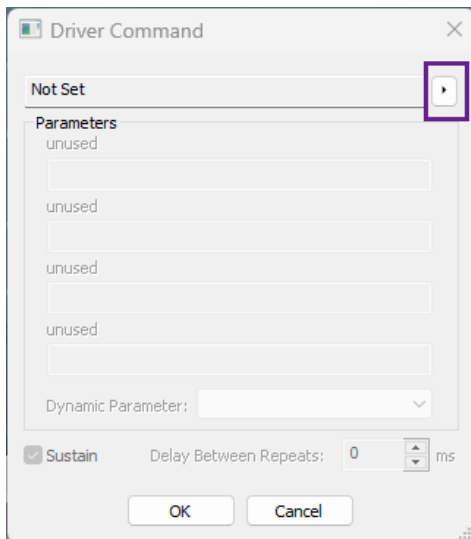 Driver Command
Not Set
Parameters
unused
unused
unused
unused
Dynamic Parameter:
Sustain Delay Between Repeats: 0 ms
OK Cancel